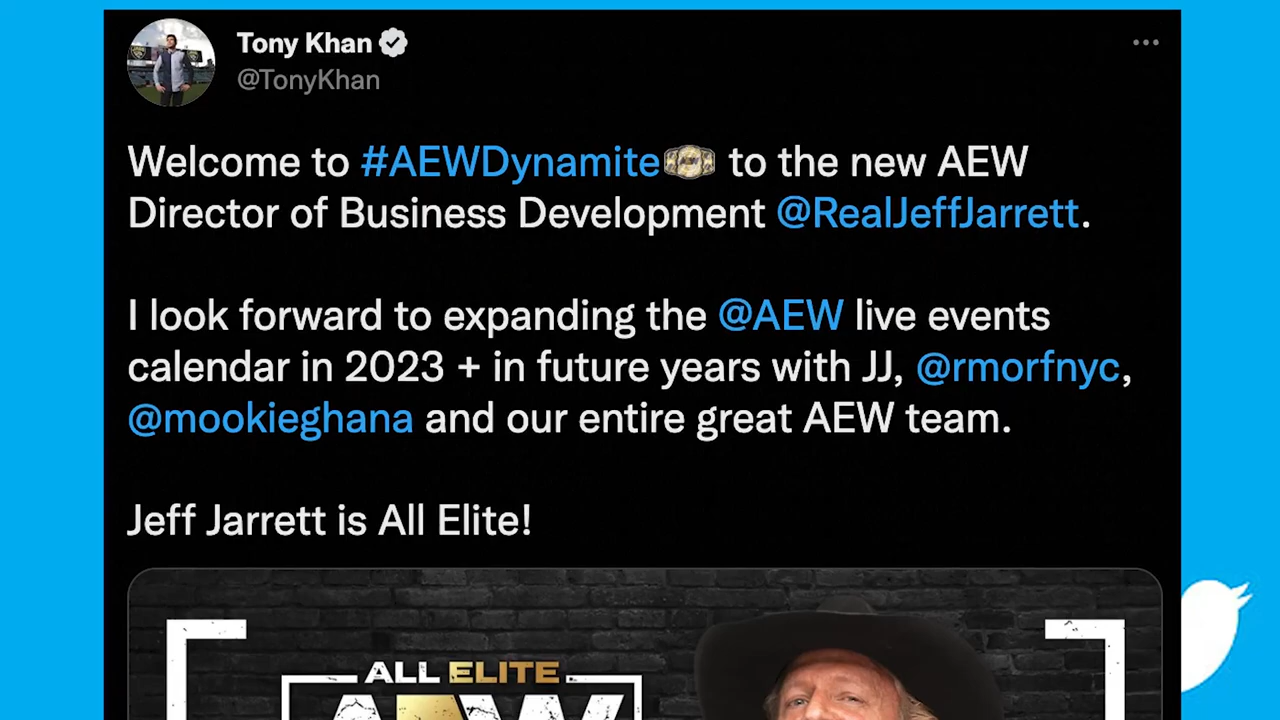 Tony Khan
@TonyKhan
Welcome to #AEWDynamite to the new AEW
Director of Business Development @RealJeffJarrett.
I look forward to expanding the @AEW live events
calendar in 2023 + in future years with JJ, @rmorfnyc,
@mookieghana and our entire great AEW team.
Jeff Jarrett is All Elite!
ALL ELITE
AEW